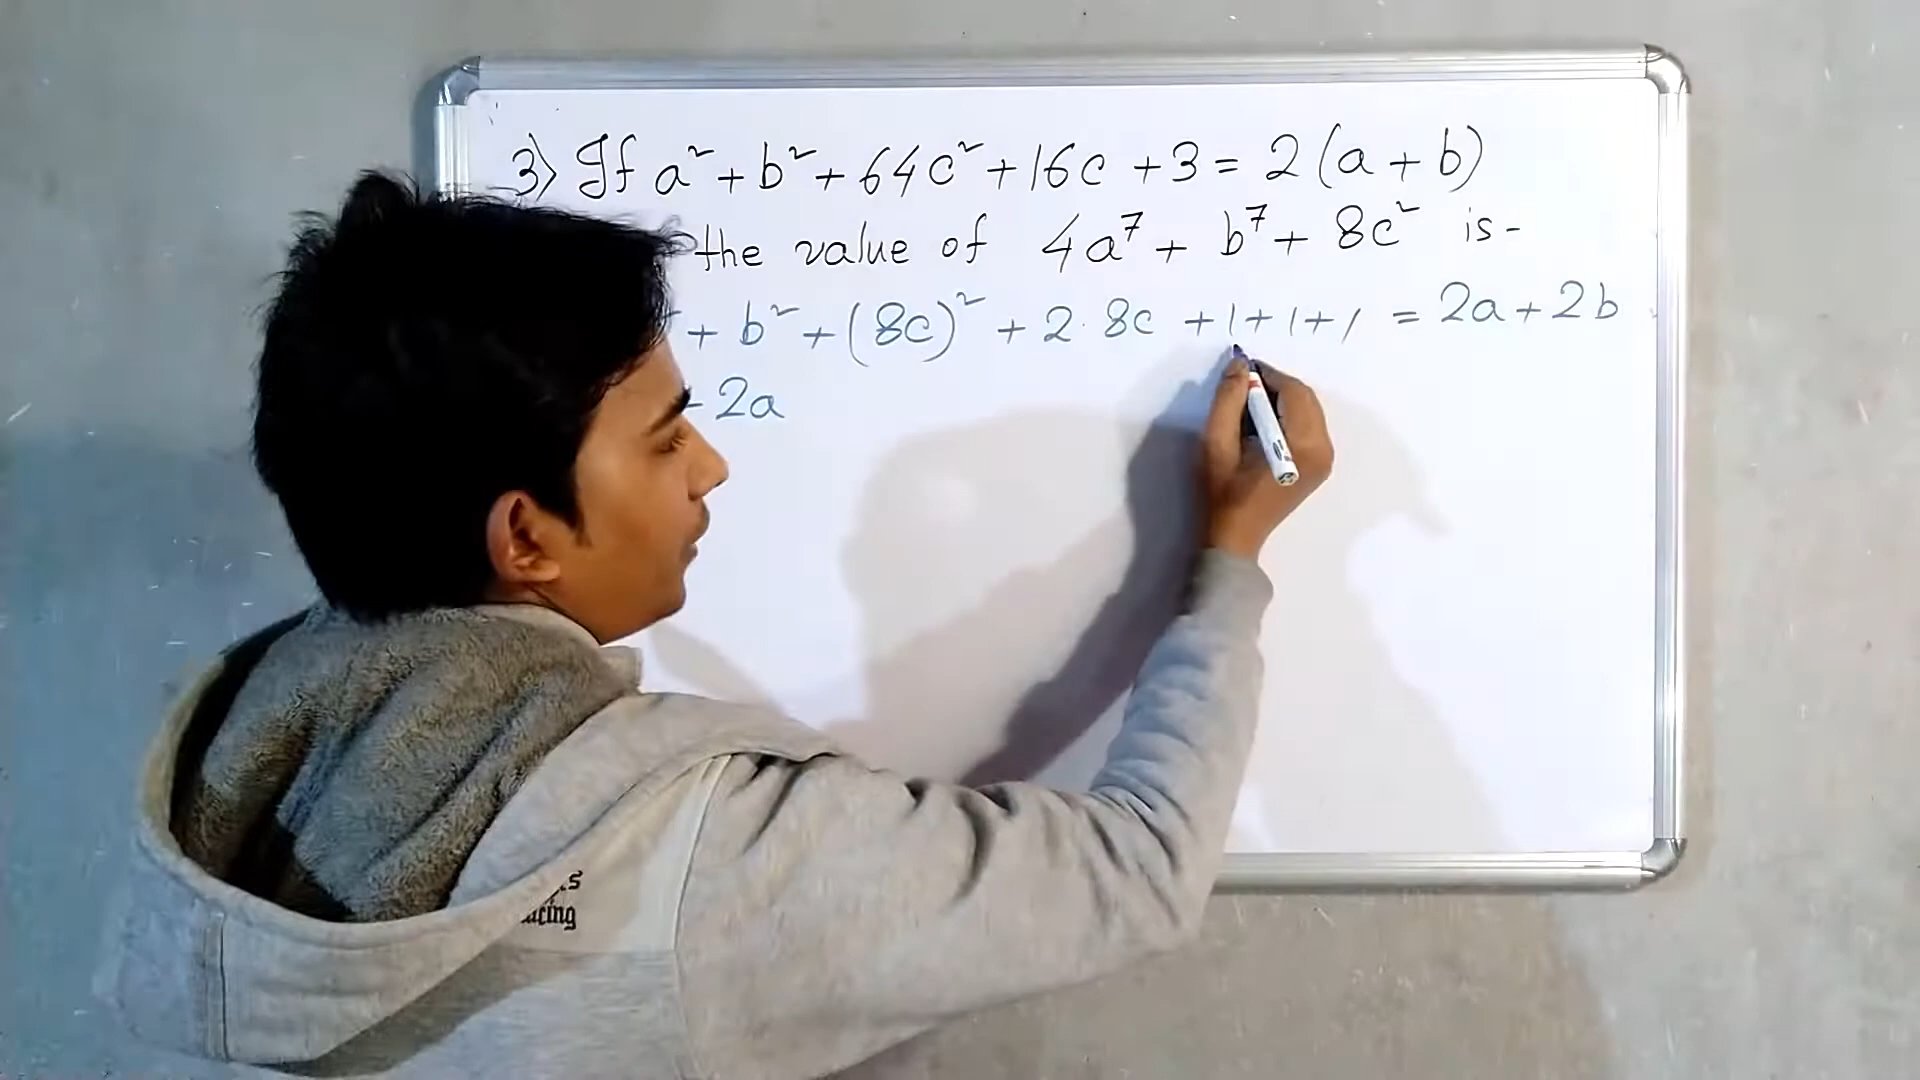 3) If a² + b² + 64c² + 16c + 3 = 2(a + b)
the value of 4a⁷ + b⁷ + 8c² is -
+ b² + (8c)² + 2·8c + 1 + 1 + 1 = 2a + 2b
- 2a